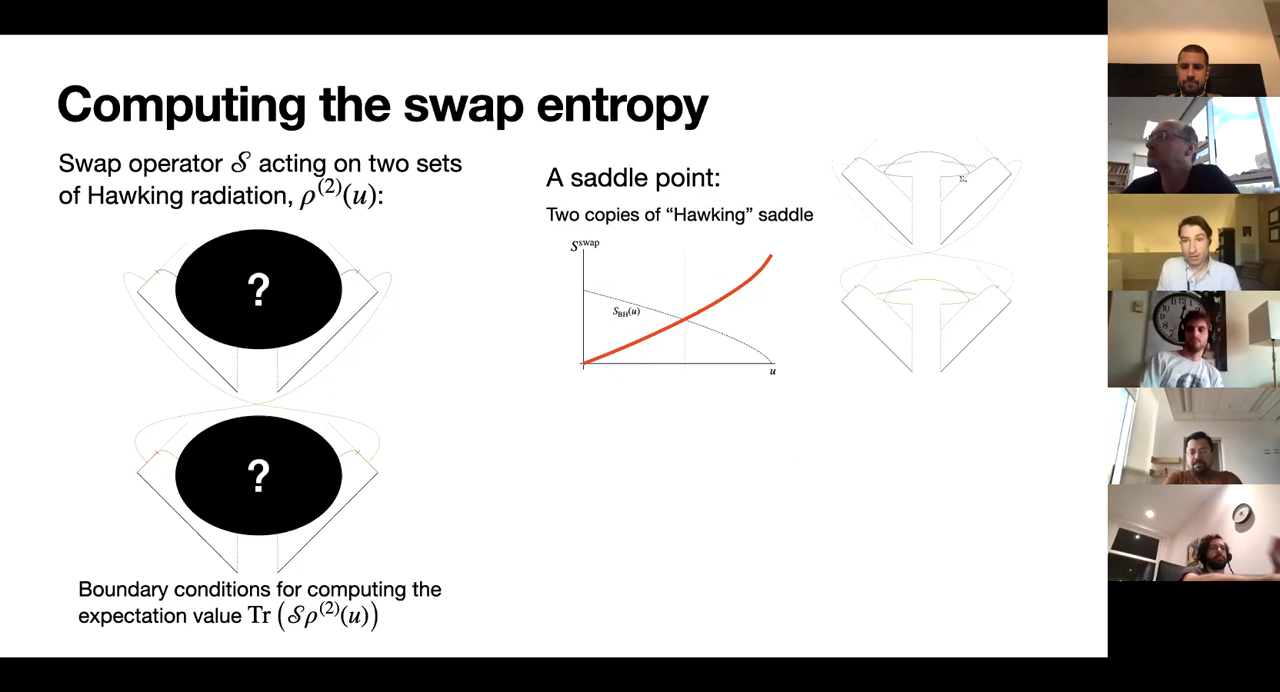 Computing the swap entropy
Swap operator 𝒮 acting on two sets
of Hawking radiation, ρ⁽²⁾(u):
?
?
Boundary conditions for computing the
expectation value Tr (𝒮ρ⁽²⁾(u))
A saddle point:
Two copies of “Hawking” saddle
S^swap
S_BH(u)
u